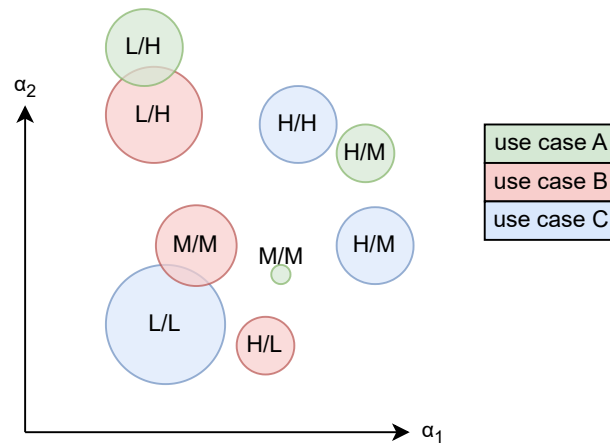 L/H
α2
L/H
H/H
H/M
use case A
use case B
use case C
M/M
M/M
H/M
L/L
H/L
α1